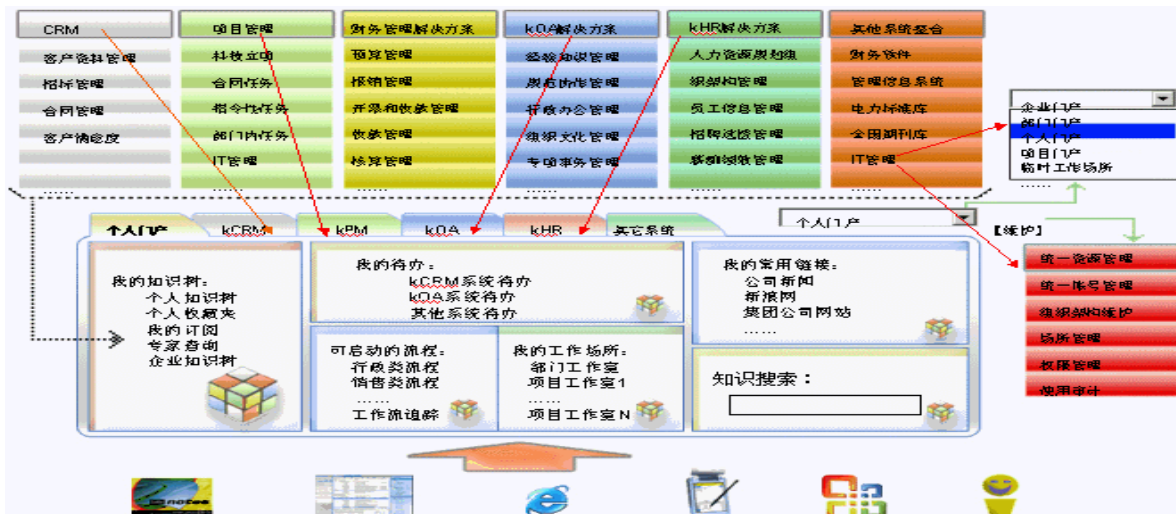 CRM
客户资料管理
招标管理
合同管理
客户满意度
......
项目管理
科技立项
合同任务
指令性任务
部门内任务
IT管理
......
财务管理解决方案
预算管理
报销管理
开票和收款管理
收款管理
核算管理
......
kOA解决方案
经验知识管理
规范协作管理
行政办公管理
组织文化管理
专项事务管理
......
kHR解决方案
人力资源规划组
织架构管理
员工信息管理
招聘选拔管理
薪酬绩效管理
......
其他系统整合
财务软件
管理信息系统
电力标准库
全国期刊库
IT管理
......
企业门户
部门门户
个人门户
项目门户
临时工作场所
......
个人门户
kCRM
kPM
kOA
kHR
其它系统
个人门户
【维护】
统一资源管理
统一账号管理
组织架构维护
场所管理
权限管理
使用审计
我的知识树：
个人知识树
个人收藏夹
我的订阅
专家查询
企业知识树
我的待办：
kCRM系统待办
kOA系统待办
其他系统待办
可启动的流程：
行政类流程
销售类流程
......
工作流追踪
我的工作场所：
部门工作室
项目工作室1
......
项目工作室N
我的常用链接：
公司新闻
新浪网
集团公司网站
......
知识搜索：
notes